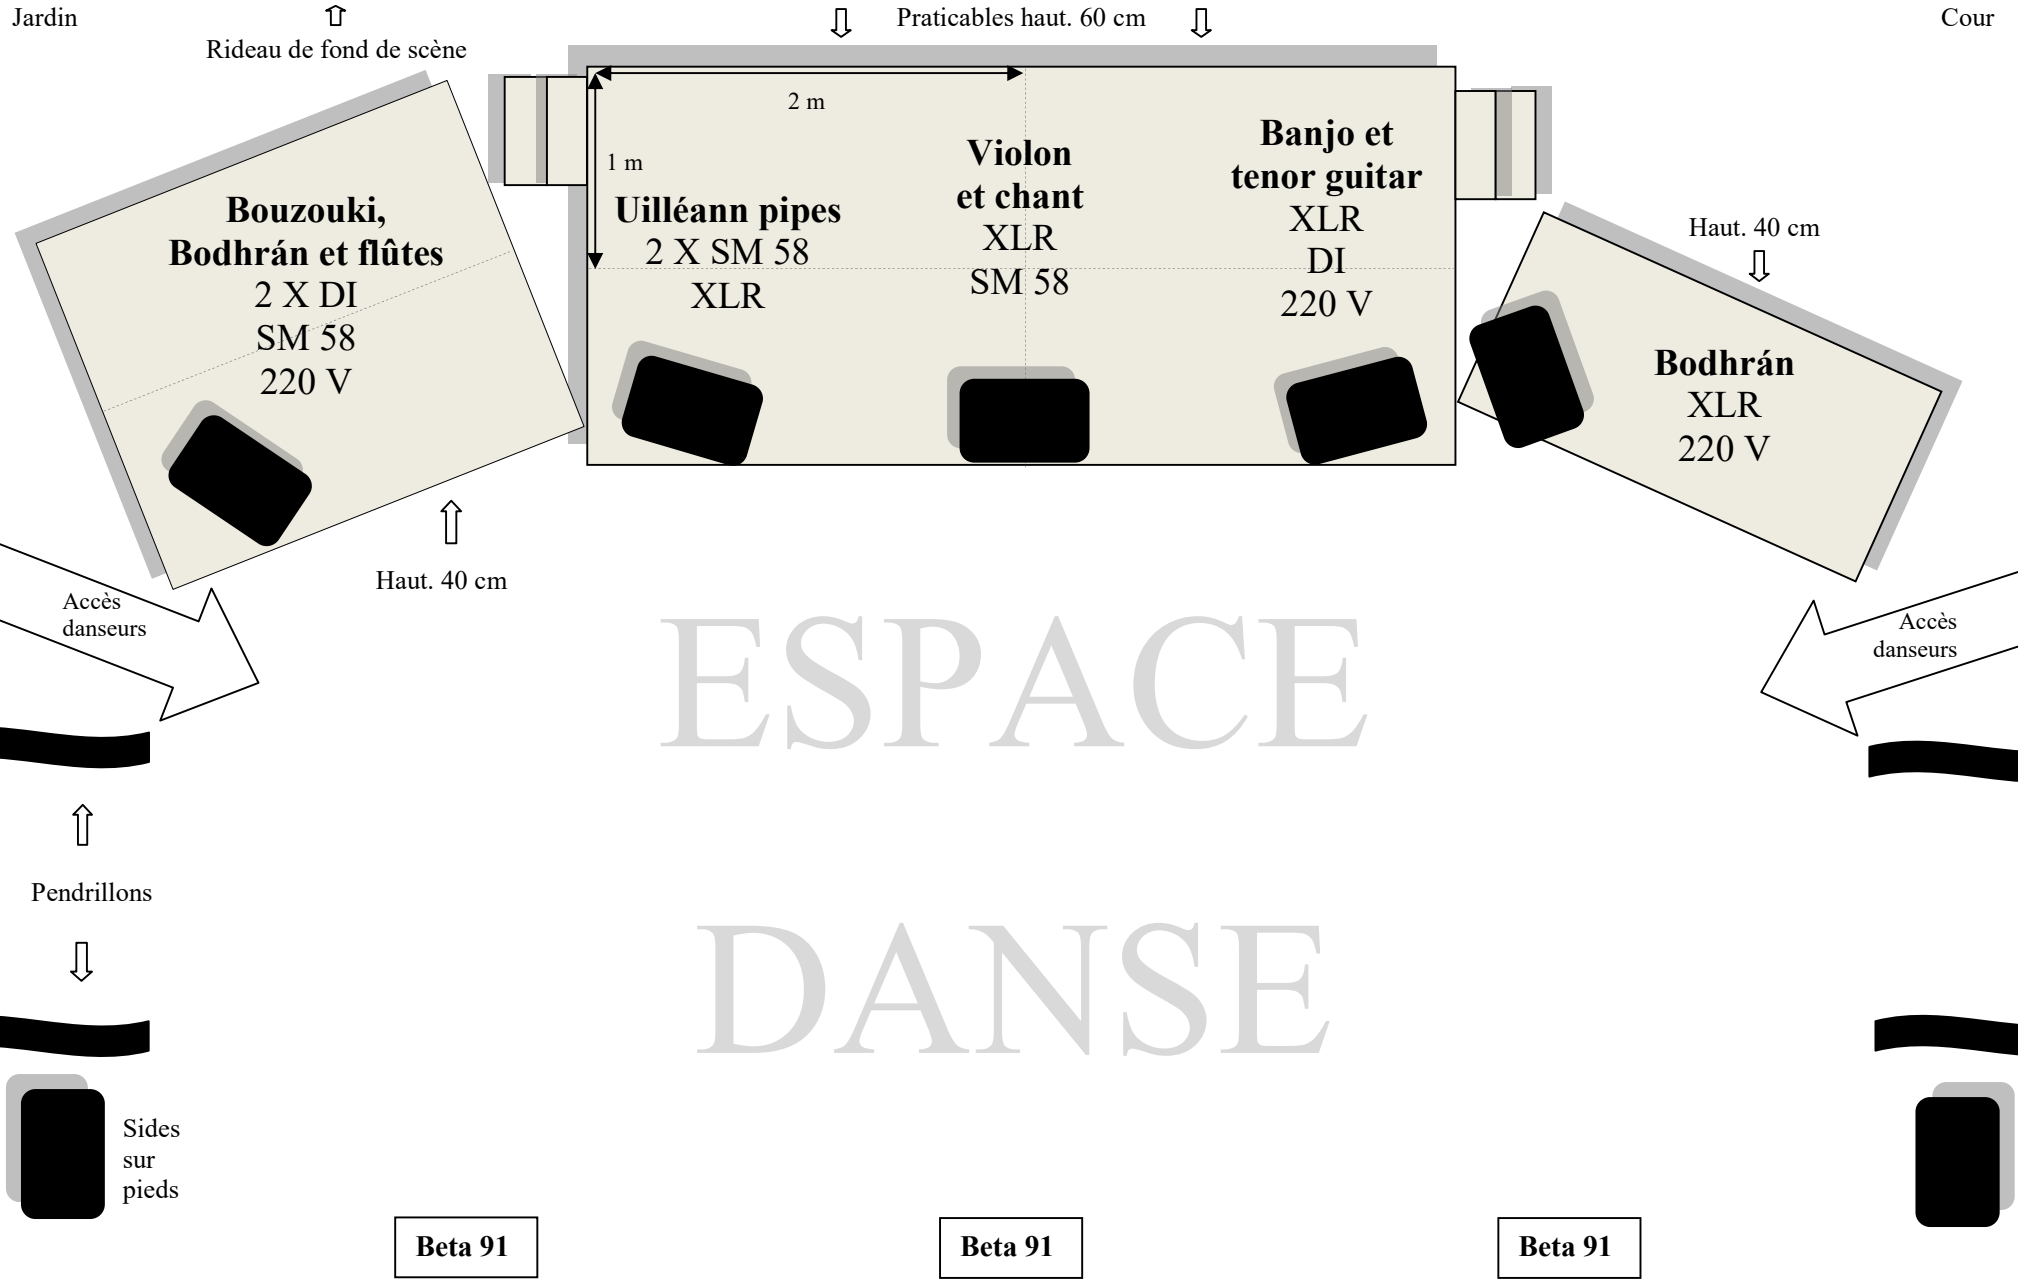 Jardin
Praticables haut. 60 cm
Cour
Rideau de fond de scène
2 m
1 m
Bouzouki,
Bodhrán et flûtes
2 X DI
SM 58
220 V
Uilléann pipes
2 X SM 58
XLR
Violon
et chant
XLR
SM 58
Banjo et
tenor guitar
XLR
DI
220 V
Haut. 40 cm
Bodhrán
XLR
220 V
Haut. 40 cm
Accès
danseurs
Accès
danseurs
ESPACE
DANSE
Pendrillons
Sides
sur
pieds
Beta 91
Beta 91
Beta 91